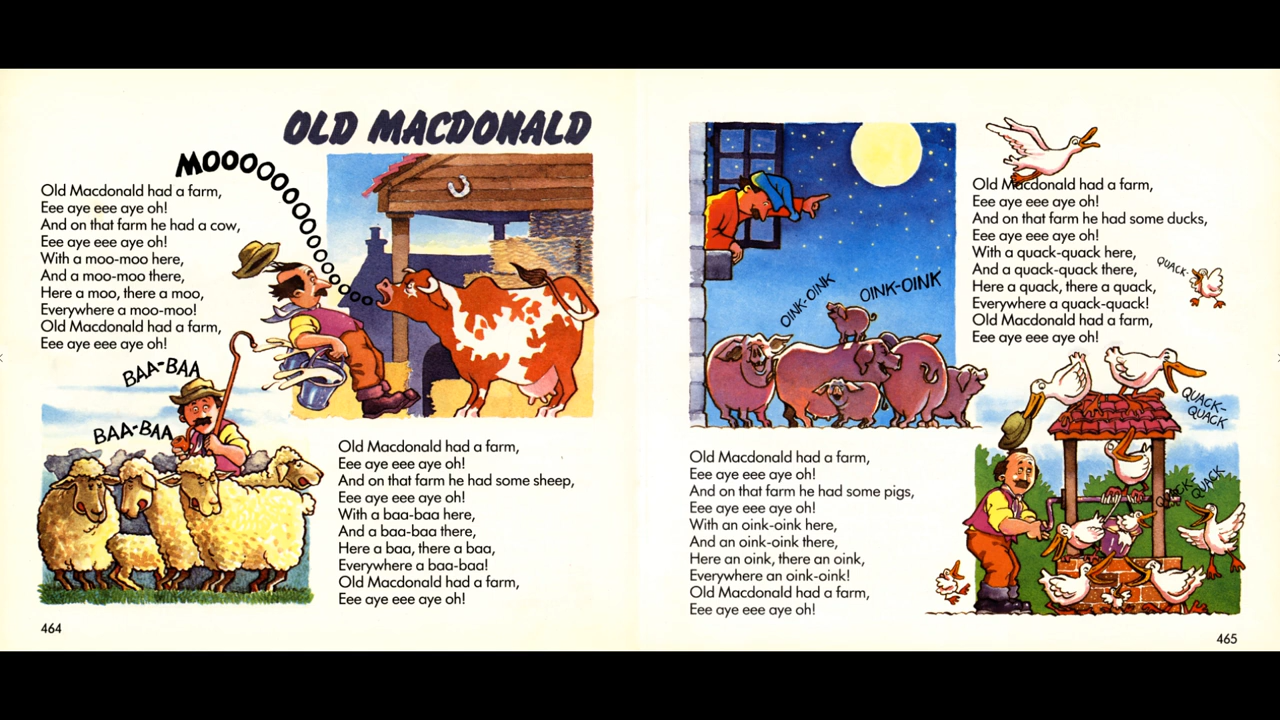 OLD MACDONALD
MOOOOOOOOOOOOOOOOOOOO
Old Macdonald had a farm,
Eee aye eee aye oh!
And on that farm he had a cow,
Eee aye eee aye oh!
With a moo-moo here,
And a moo-moo there,
Here a moo, there a moo,
Everywhere a moo-moo!
Old Macdonald had a farm,
Eee aye eee aye oh!
BAA-BAA
BAA-BAA
Old Macdonald had a farm,
Eee aye eee aye oh!
And on that farm he had some sheep,
Eee aye eee aye oh!
With a baa-baa here,
And a baa-baa there,
Here a baa, there a baa,
Everywhere a baa-baa!
Old Macdonald had a farm,
Eee aye eee aye oh!
464
OINK-OINK
OINK-OINK
Old Macdonald had a farm,
Eee aye eee aye oh!
And on that farm he had some pigs,
Eee aye eee aye oh!
With an oink-oink here,
And an oink-oink there,
Here an oink, there an oink,
Everywhere an oink-oink!
Old Macdonald had a farm,
Eee aye eee aye oh!
Old Macdonald had a farm,
Eee aye eee aye oh!
And on that farm he had some ducks,
Eee aye eee aye oh!
With a quack-quack here,
And a quack-quack there,
Here a quack, there a quack,
Everywhere a quack-quack!
Old Macdonald had a farm,
Eee aye eee aye oh!
QUACK-
QUACK-
QUACK
QUACK-
QUACK
465